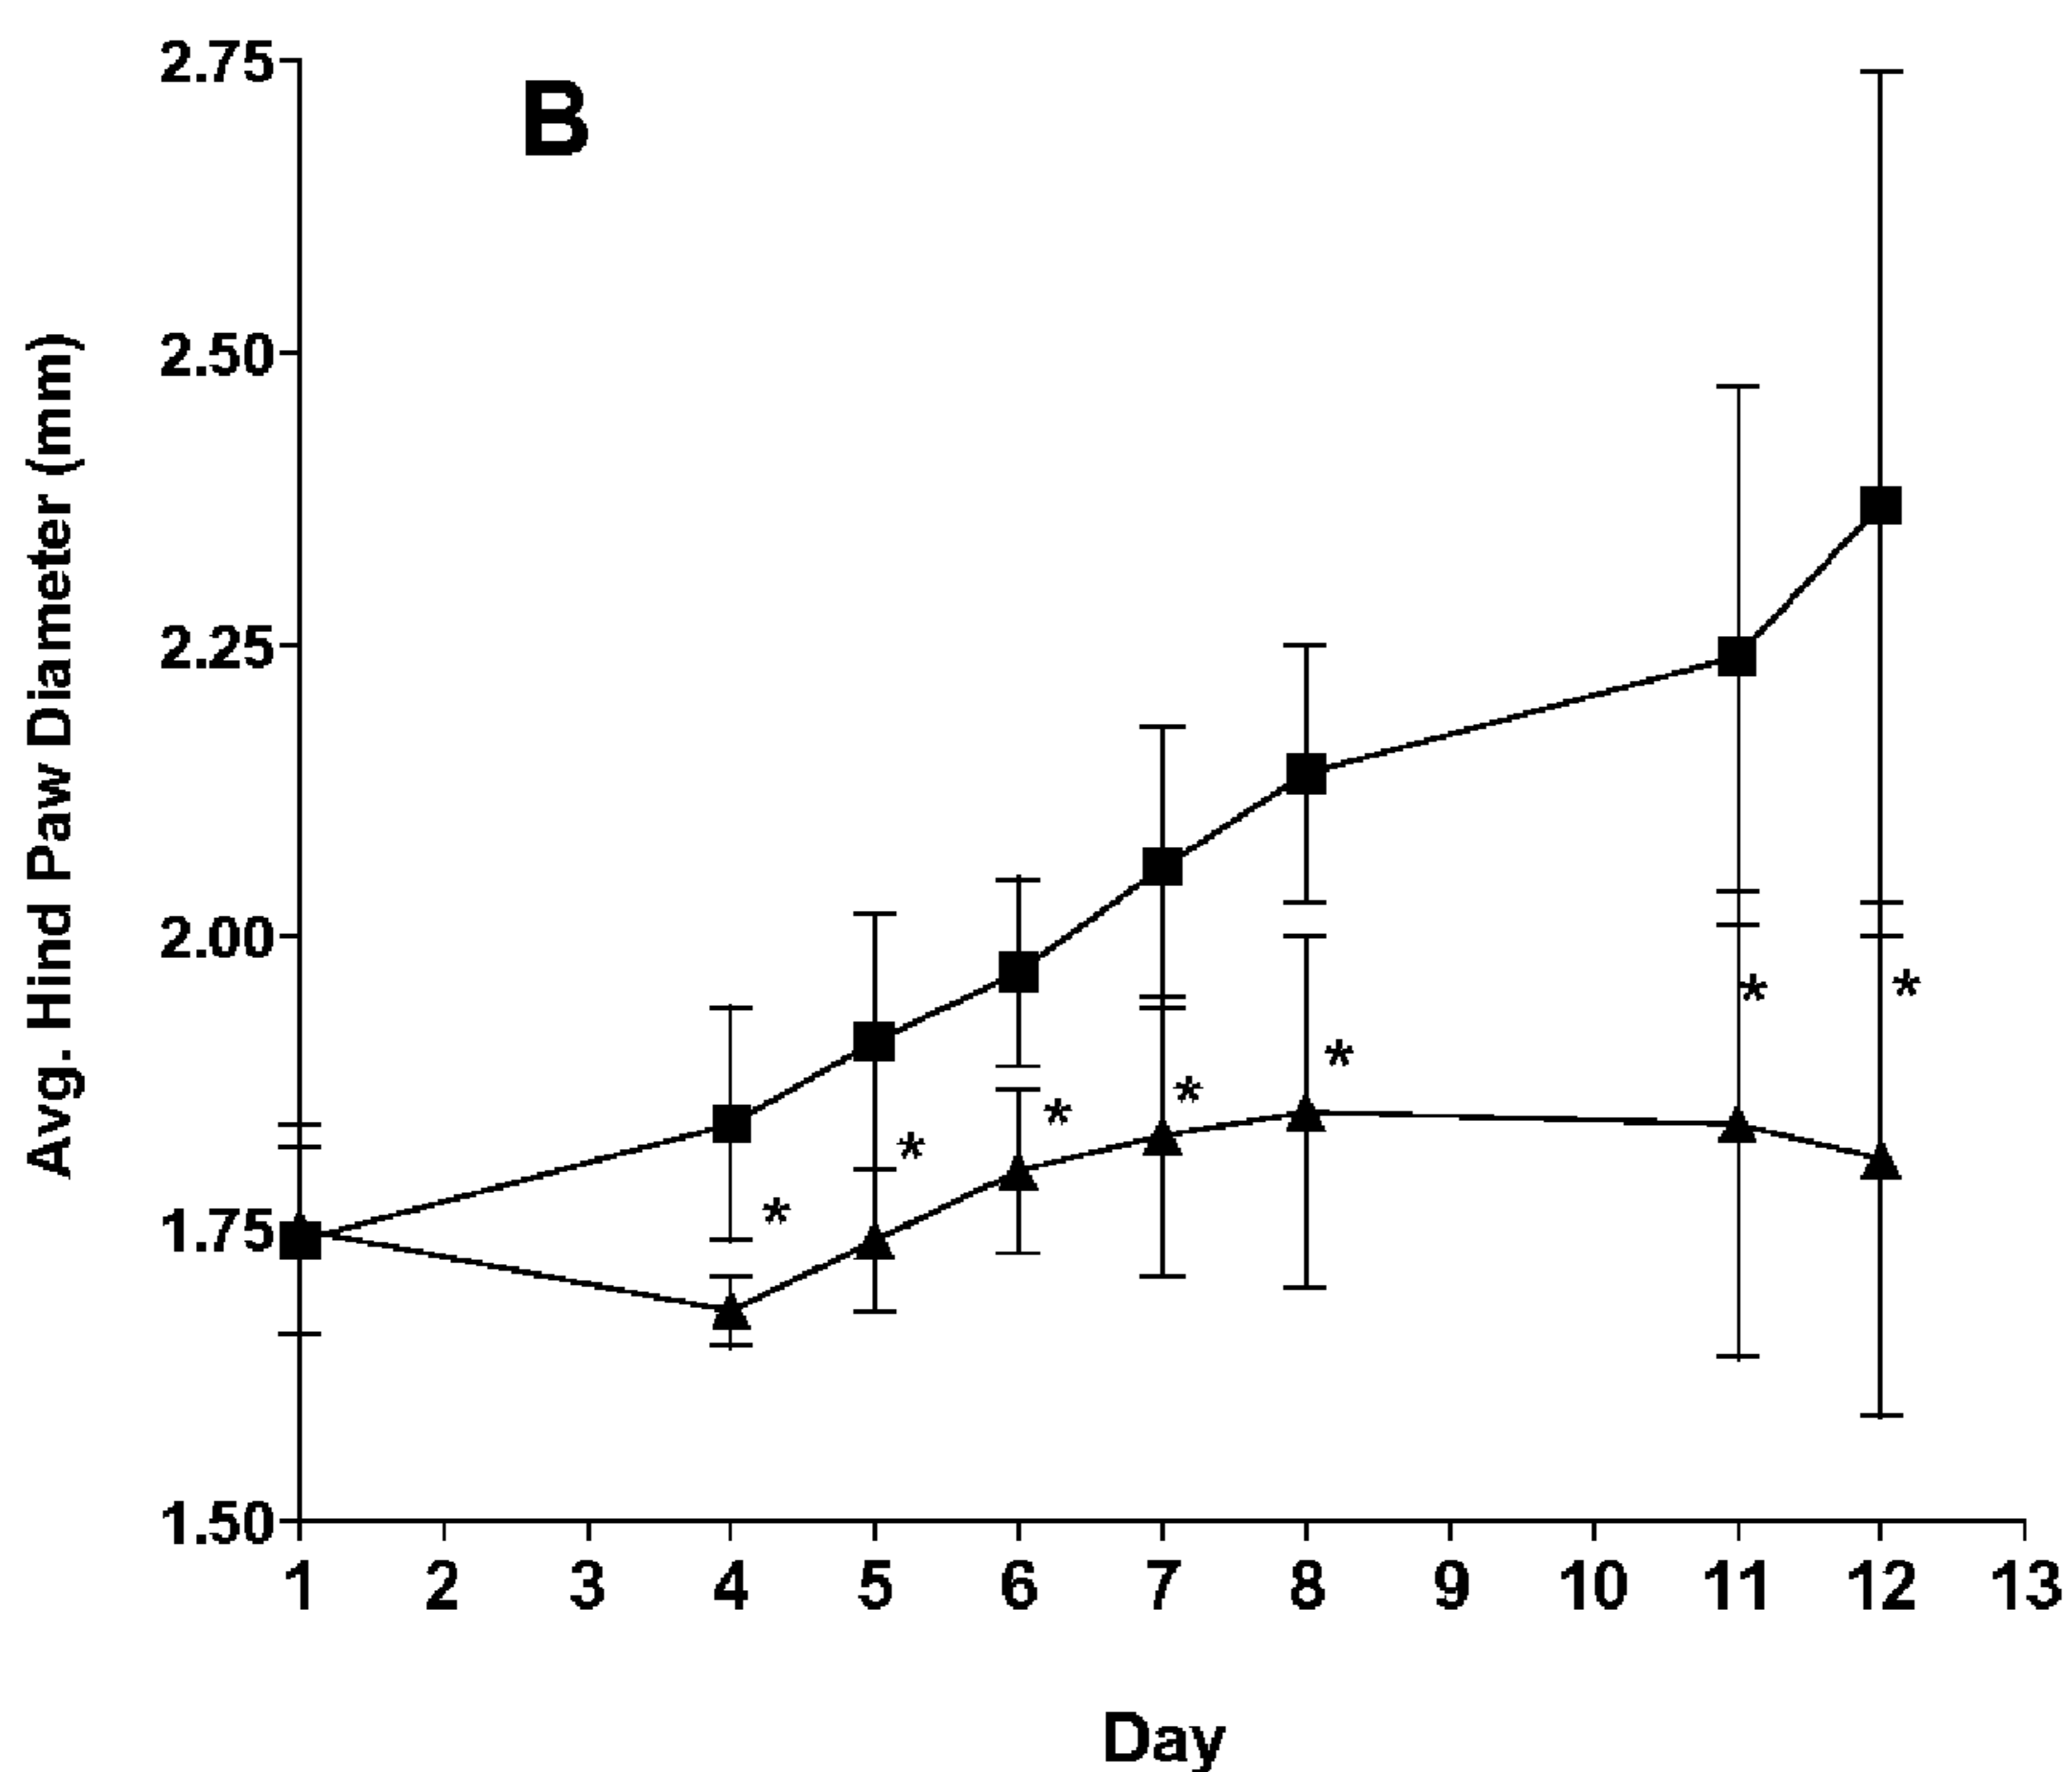 B
Avg. Hind Paw Diameter (mm)
2.75
2.50
2.25
2.00
1.75
1.50
* * * * * * *
1 2 3 4 5 6 7 8 9 10 11 12 13
Day